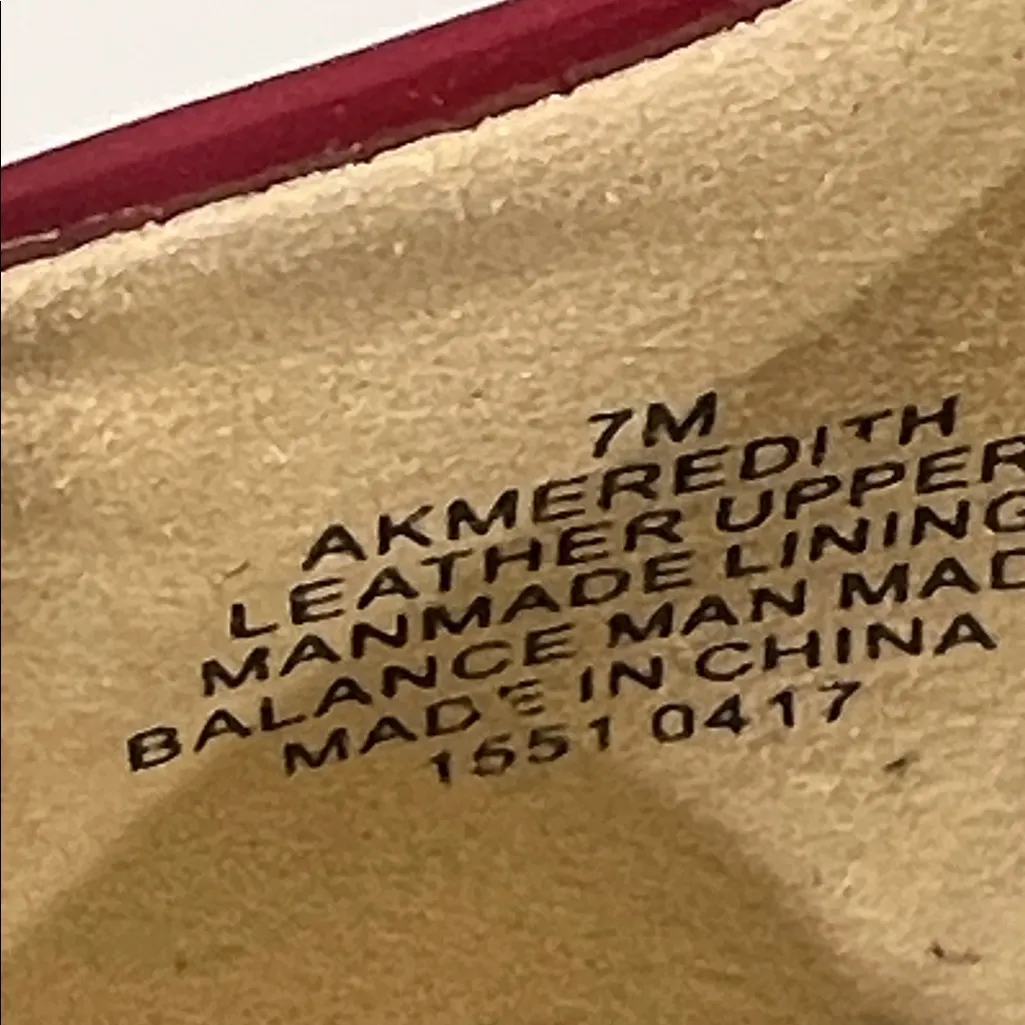 7M
AKMEREDITH
LEATHER UPPER
MANMADE LINING
BALANCE MAN MAD
MADE IN CHINA
1551 0417